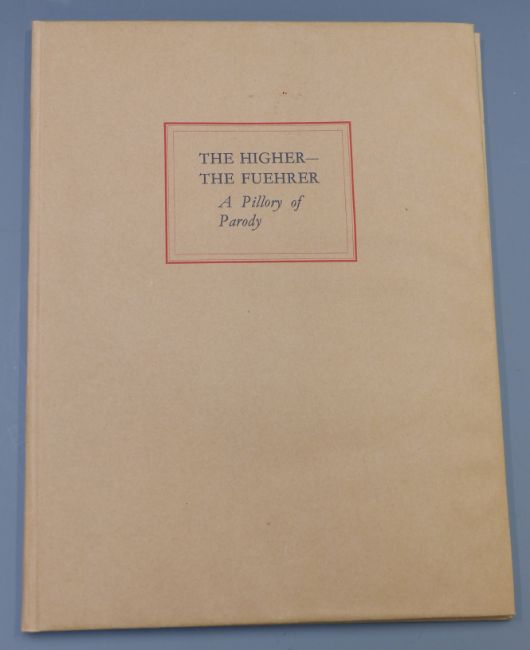 THE HIGHER—
THE FUEHRER
A Pillory of
Parody